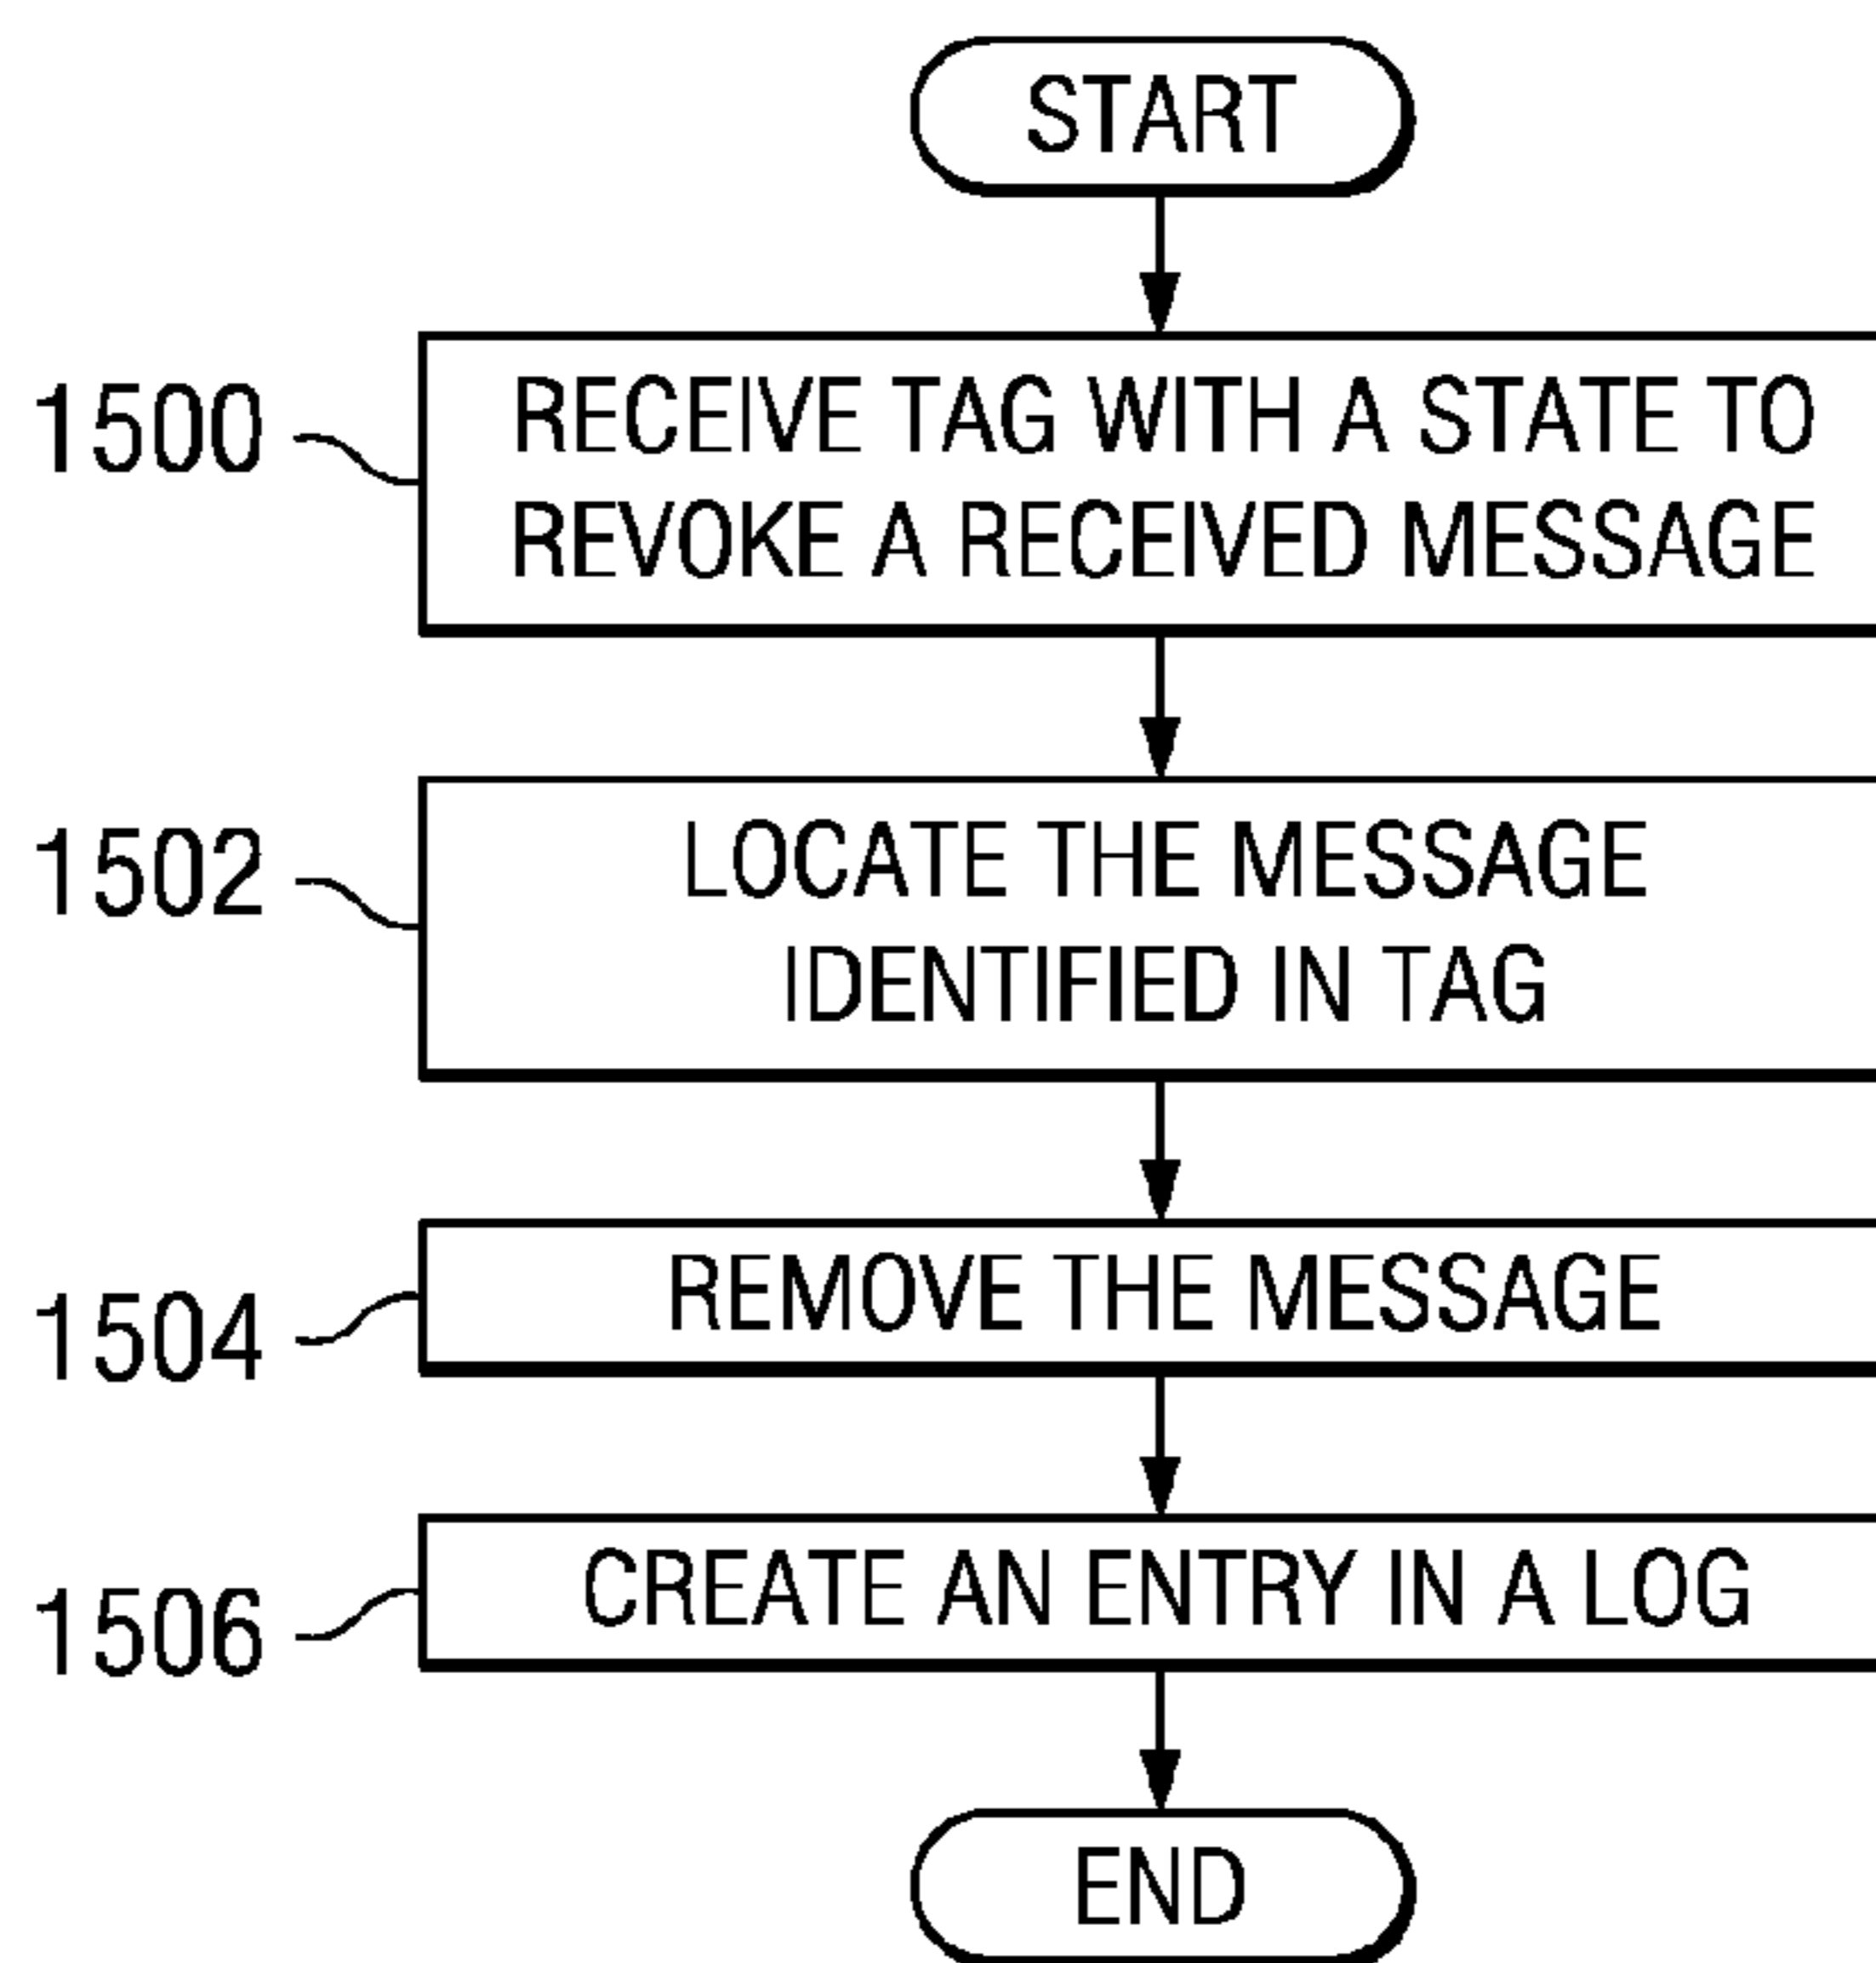 START
1500
RECEIVE TAG WITH A STATE TO
REVOKE A RECEIVED MESSAGE
1502
LOCATE THE MESSAGE
IDENTIFIED IN TAG
1504
REMOVE THE MESSAGE
1506
CREATE AN ENTRY IN A LOG
END